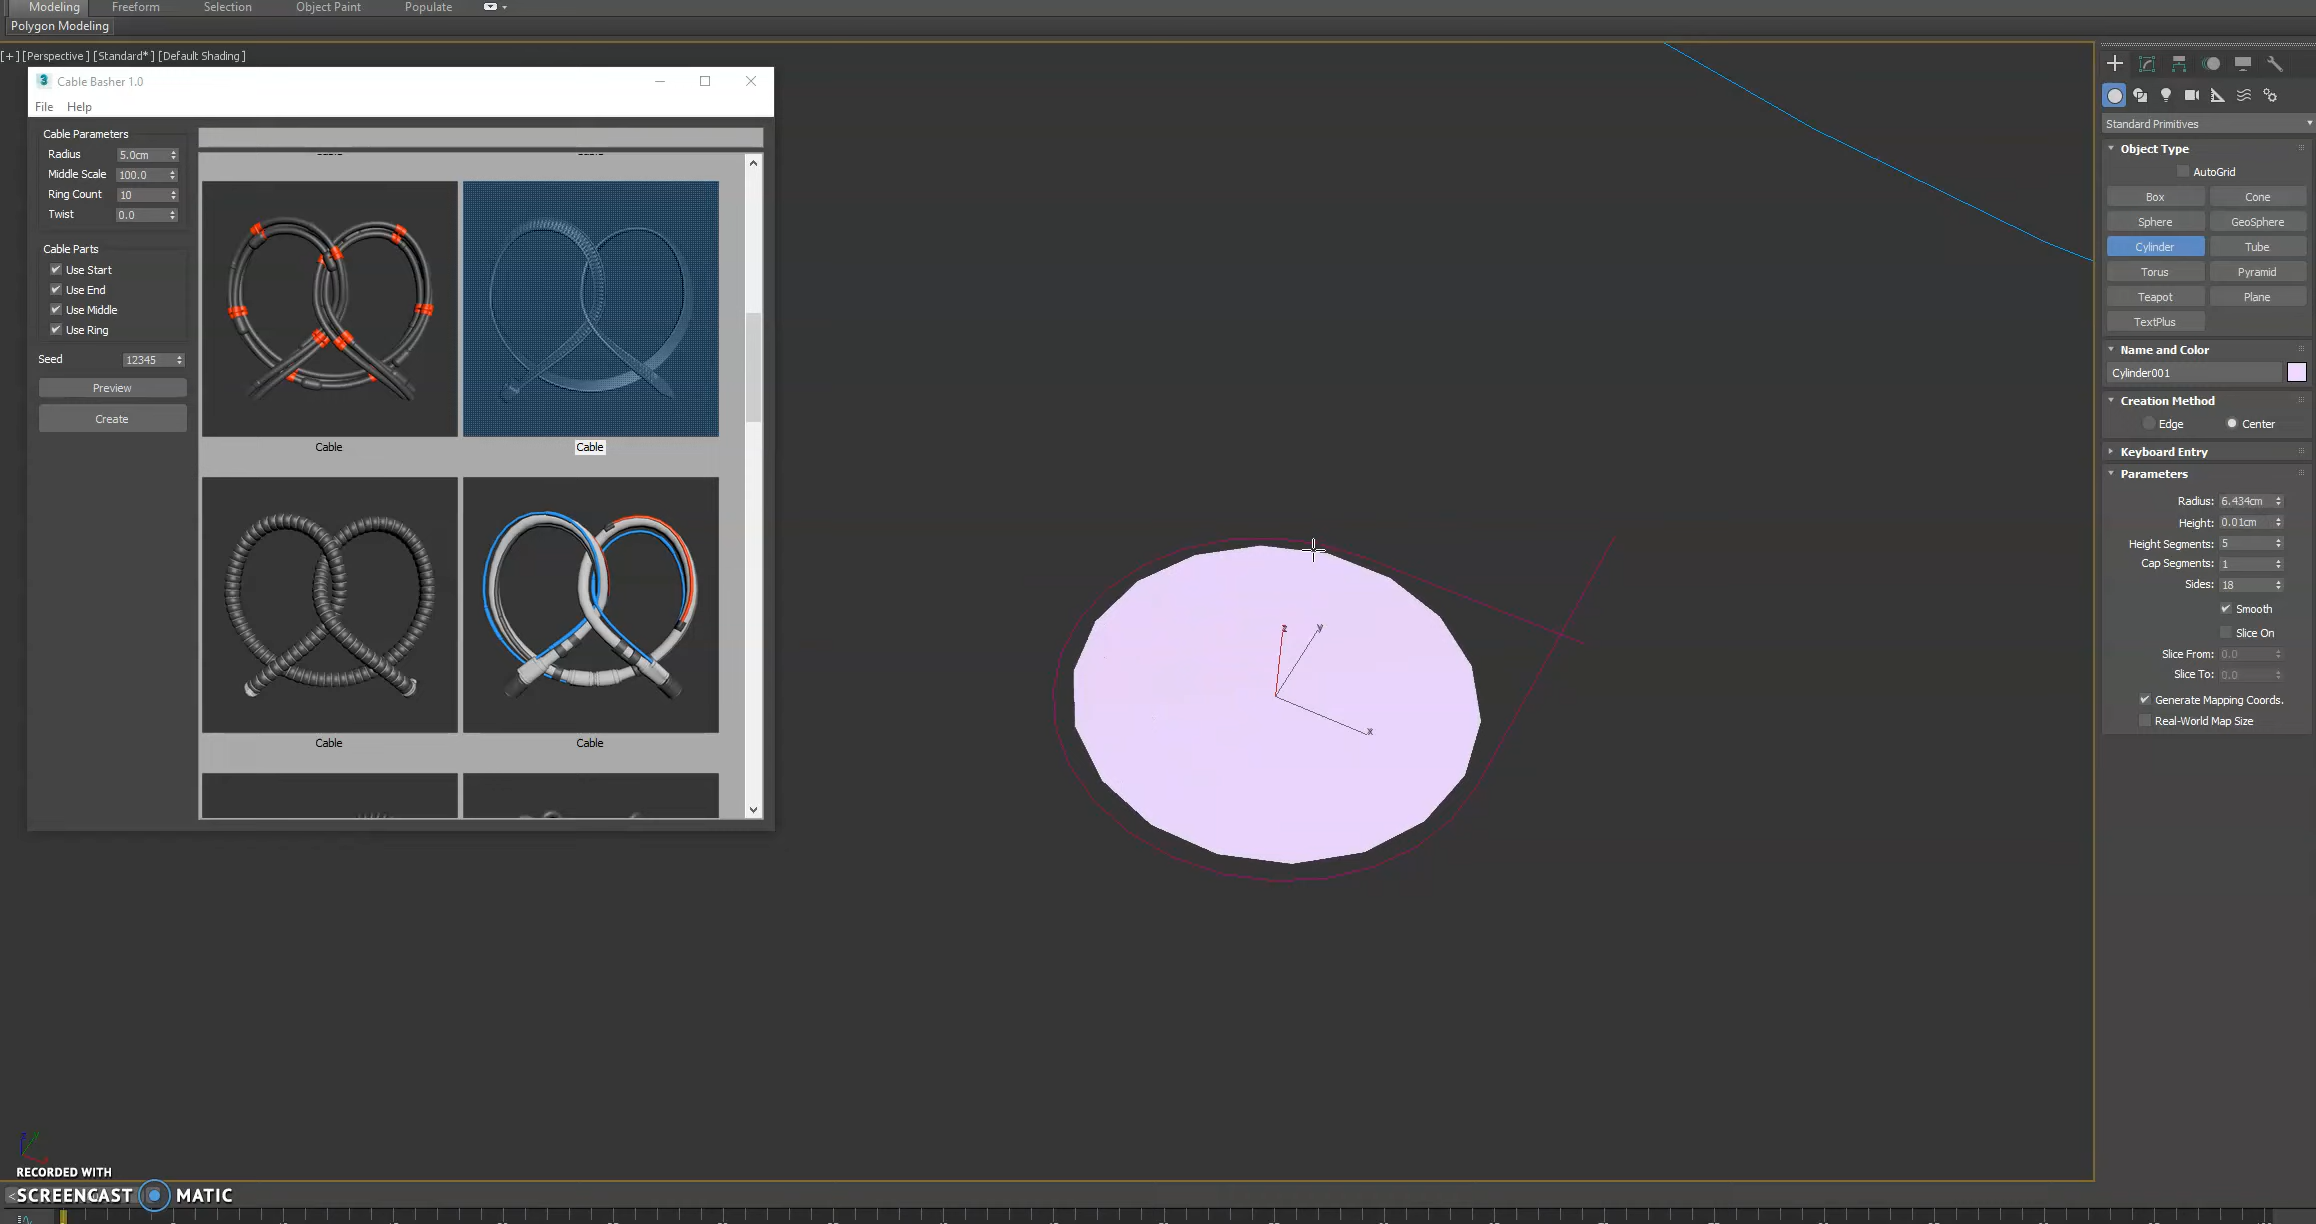 Modeling Freeform Selection Object Paint Populate
Polygon Modeling
[+] [Perspective ] [Standard* ] [Default Shading ]
3 Cable Basher 1.0
File Help
Cable Parameters
Radius 5.0cm
Middle Scale 100.0
Ring Count 10
Twist 0.0
Cable Parts
Use Start
Use End
Use Middle
Use Ring
Seed 12345
Preview
Create
Cable Cable
Cable Cable
z y
x
Standard Primitives
Object Type
AutoGrid
Box Cone
Sphere GeoSphere
Cylinder Tube
Torus Pyramid
Teapot Plane
TextPlus
Name and Color
Cylinder001
Creation Method
Edge Center
Keyboard Entry
Parameters
Radius: 6.434cm
Height: 0.01cm
Height Segments: 5
Cap Segments: 1
Sides: 18
Smooth
Slice On
Slice From: 0.0
Slice To: 0.0
Generate Mapping Coords.
Real-World Map Size
RECORDED WITH
SCREENCAST MATIC